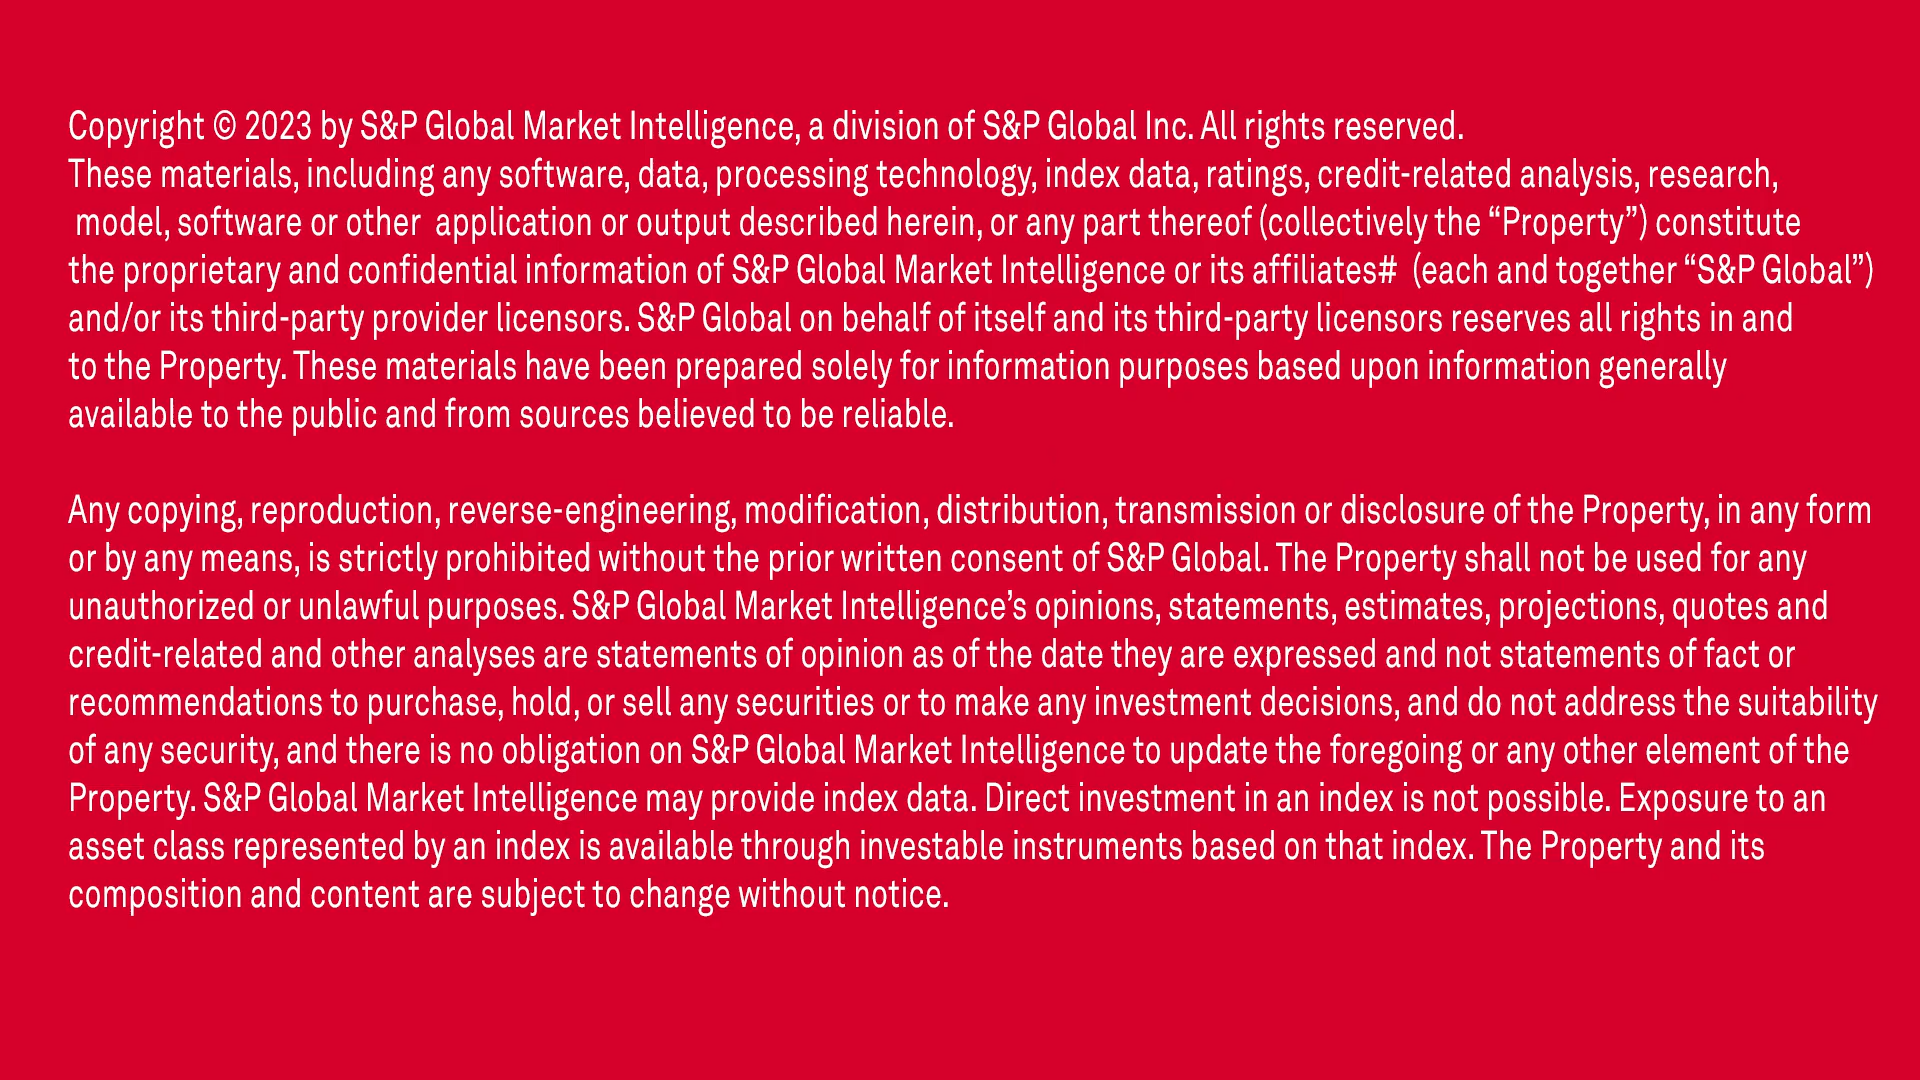 Copyright © 2023 by S&P Global Market Intelligence, a division of S&P Global Inc. All rights reserved.
These materials, including any software, data, processing technology, index data, ratings, credit-related analysis, research,
model, software or other  application or output described herein, or any part thereof (collectively the “Property”) constitute
the proprietary and confidential information of S&P Global Market Intelligence or its affiliates#  (each and together “S&P Global”)
and/or its third-party provider licensors. S&P Global on behalf of itself and its third-party licensors reserves all rights in and
to the Property. These materials have been prepared solely for information purposes based upon information generally
available to the public and from sources believed to be reliable.

Any copying, reproduction, reverse-engineering, modification, distribution, transmission or disclosure of the Property, in any form
or by any means, is strictly prohibited without the prior written consent of S&P Global. The Property shall not be used for any
unauthorized or unlawful purposes. S&P Global Market Intelligence’s opinions, statements, estimates, projections, quotes and
credit-related and other analyses are statements of opinion as of the date they are expressed and not statements of fact or
recommendations to purchase, hold, or sell any securities or to make any investment decisions, and do not address the suitability
of any security, and there is no obligation on S&P Global Market Intelligence to update the foregoing or any other element of the
Property. S&P Global Market Intelligence may provide index data. Direct investment in an index is not possible. Exposure to an
asset class represented by an index is available through investable instruments based on that index. The Property and its
composition and content are subject to change without notice.